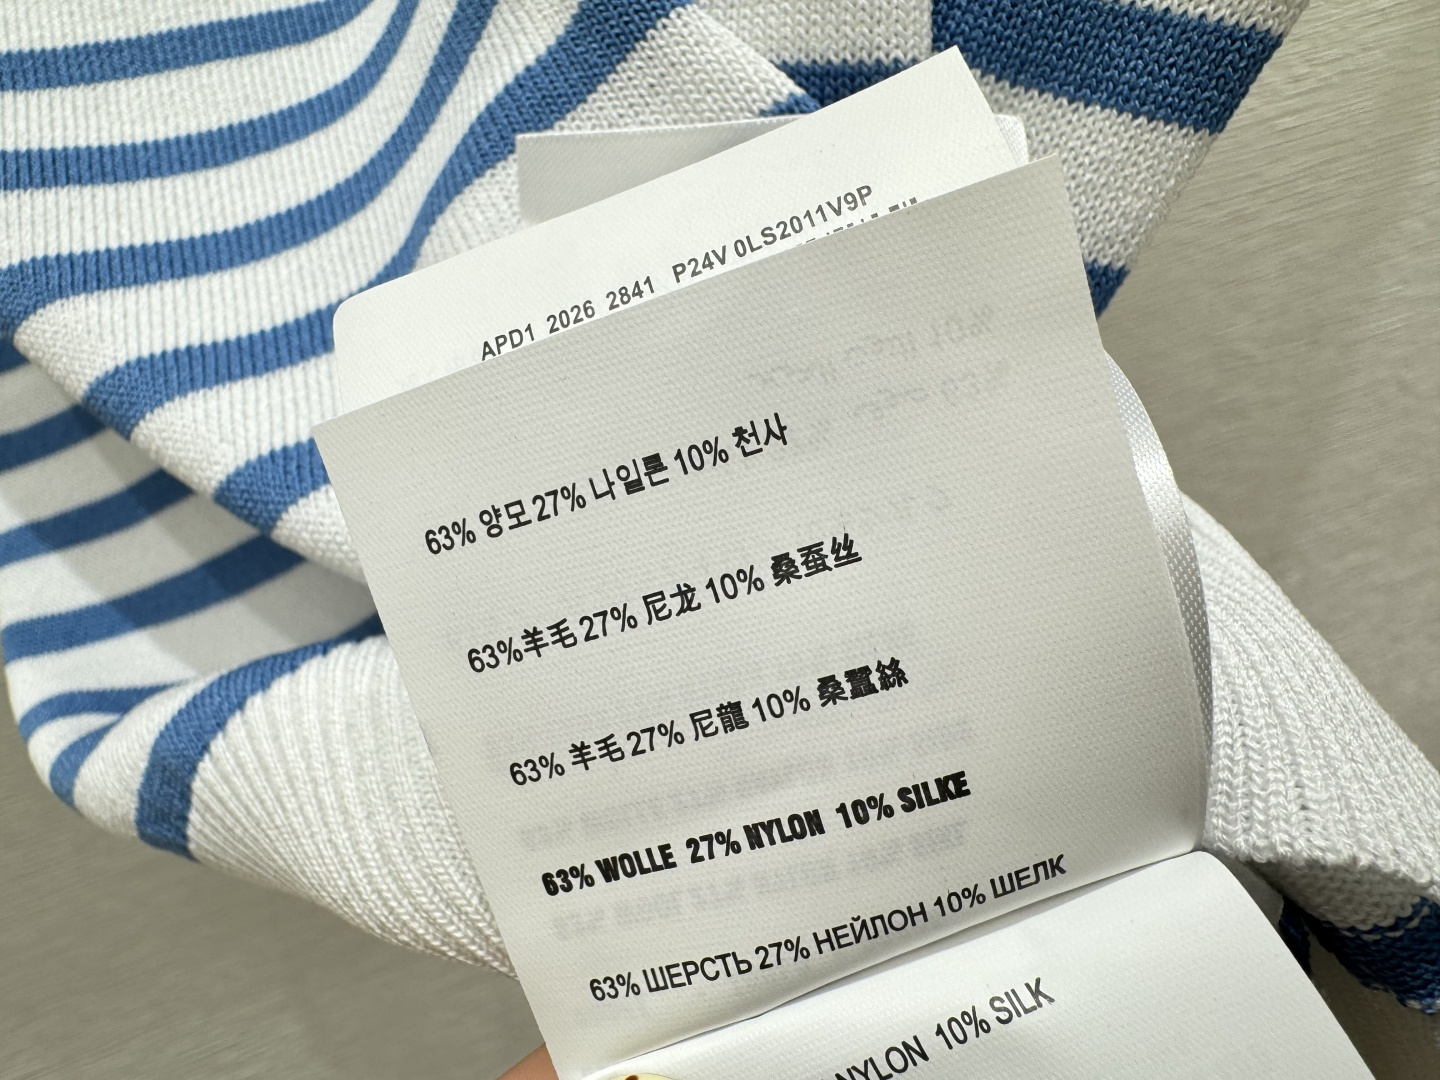 APD1 2026 2841 P24V 0LS2011V9P
63% 양모 27% 나일론 10% 천사
63%羊毛 27% 尼龙 10% 桑蚕丝
63% 羊毛 27% 尼龍 10% 桑蠶絲
63% WOLLE 27% NYLON 10% SILKE
63% ШЕРСТЬ 27% НЕЙЛОН 10% ШЕЛК
NYLON 10% SILK